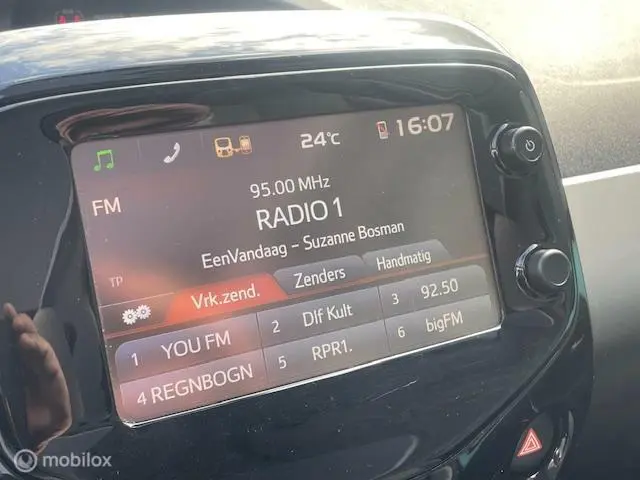 24°C 16:07
95.00 MHz
FM
RADIO 1
EenVandaag - Suzanne Bosman
TP
Vrk.zend. Zenders Handmatig
1 YOU FM 2 Dlf Kult 3 92.50
4 REGNBOGN 5 RPR1. 6 bigFM
mobilox